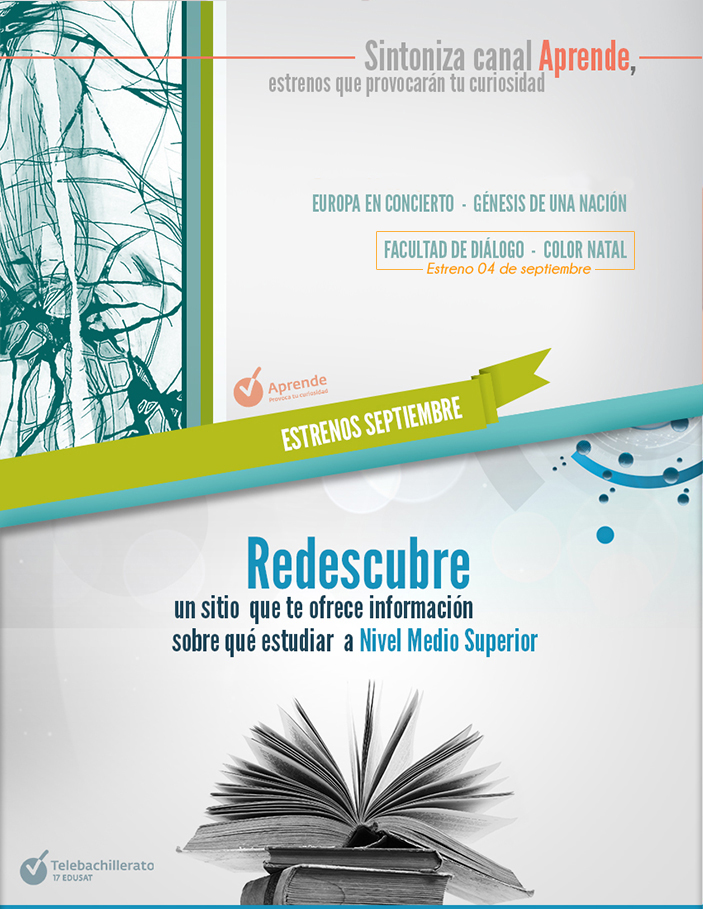 Sintoniza canal Aprende,
estrenos que provocarán tu curiosidad
EUROPA EN CONCIERTO - GÉNESIS DE UNA NACIÓN
FACULTAD DE DIÁLOGO - COLOR NATAL
Estreno 04 de septiembre
Aprende
Provoca tu curiosidad
ESTRENOS SEPTIEMBRE
Redescubre
un sitio que te ofrece información
sobre qué estudiar a Nivel Medio Superior
Telebachillerato
17 EDUSAT